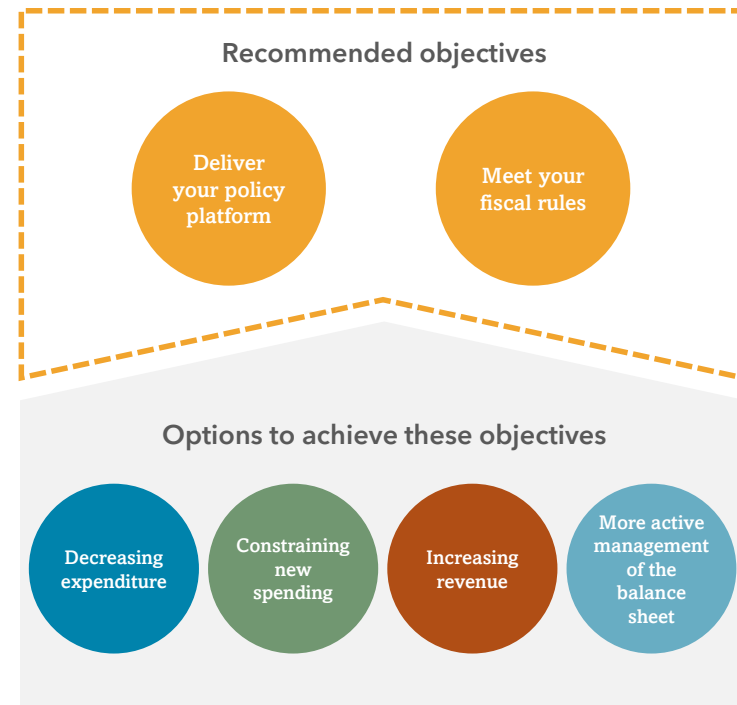 Recommended objectives
Deliver
your policy
platform
Meet your
fiscal rules
Options to achieve these objectives
Decreasing
expenditure
Constraining
new
spending
Increasing
revenue
More active
management
of the
balance
sheet